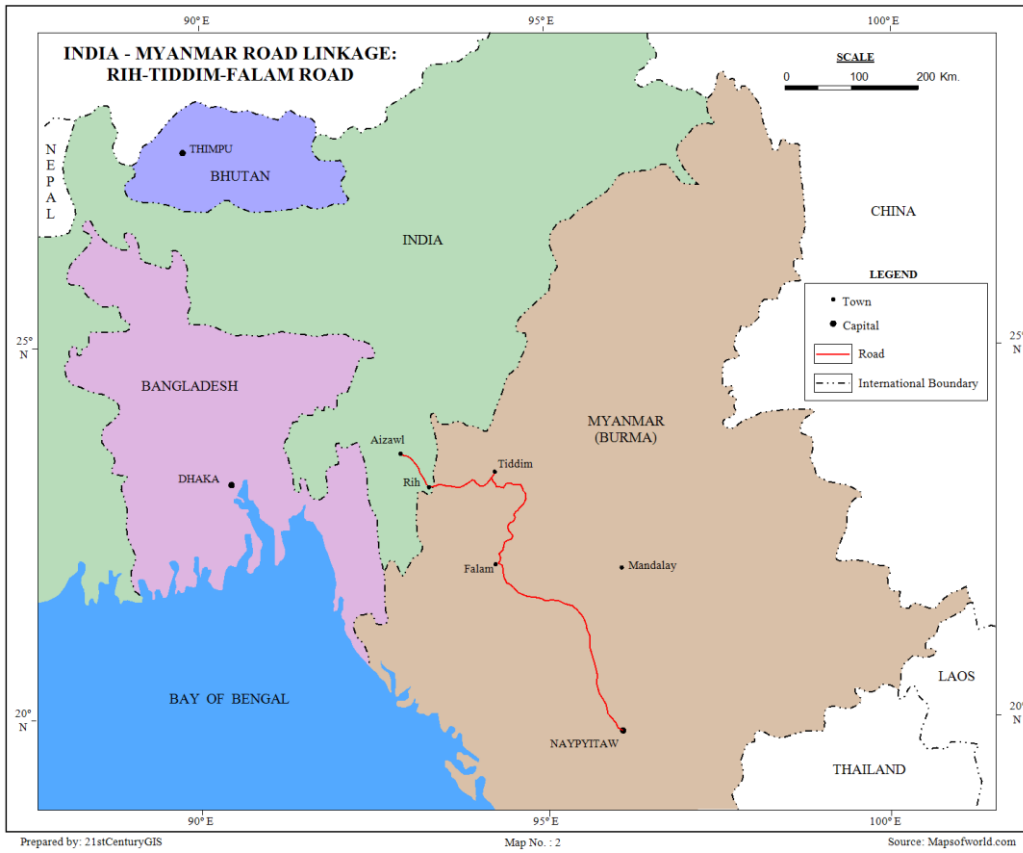 90° E
95° E
100° E
INDIA - MYANMAR ROAD LINKAGE:
RIH-TIDDIM-FALAM ROAD
SCALE
0 100 200 Km.
NEPAL
THIMPU
BHUTAN
INDIA
CHINA
LEGEND
Town
Capital
Road
International Boundary
25°
N
25°
N
BANGLADESH
MYANMAR
(BURMA)
Aizawl
Tiddim
Rih
DHAKA
Falam
Mandalay
BAY OF BENGAL
LAOS
20°
N
20°
N
NAYPYITAW
THAILAND
90° E
95° E
100° E
Prepared by: 21stCenturyGIS
Map No. : 2
Source: Mapsofworld.com